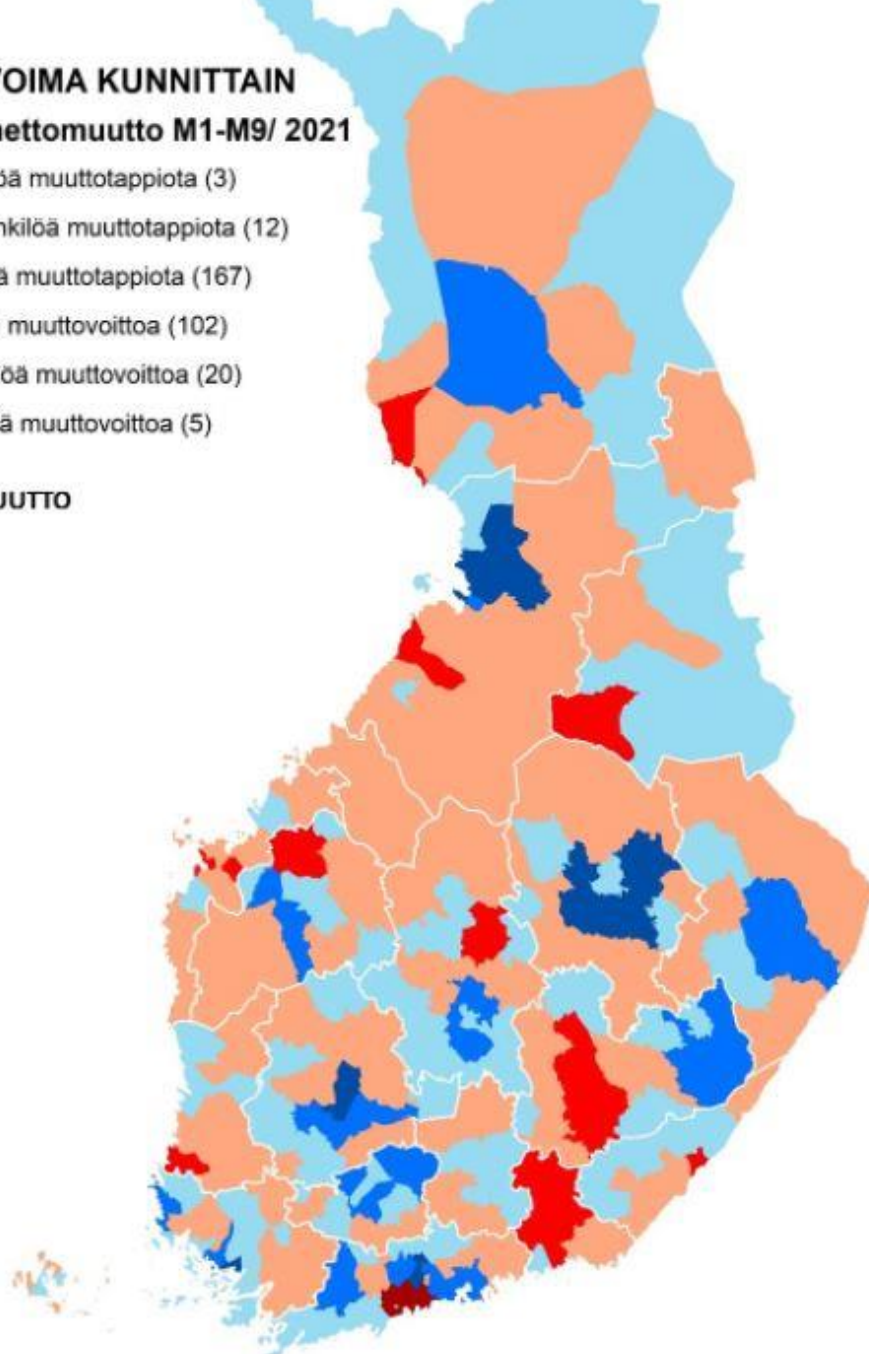 VOIMA KUNNITTAIN
nettomuutto M1-M9/ 2021
öä muuttotappiota (3)
nkilöä muuttotappiota (12)
ä muuttotappiota (167)
muuttovoittoa (102)
öä muuttovoittoa (20)
ä muuttovoittoa (5)
UUTTO